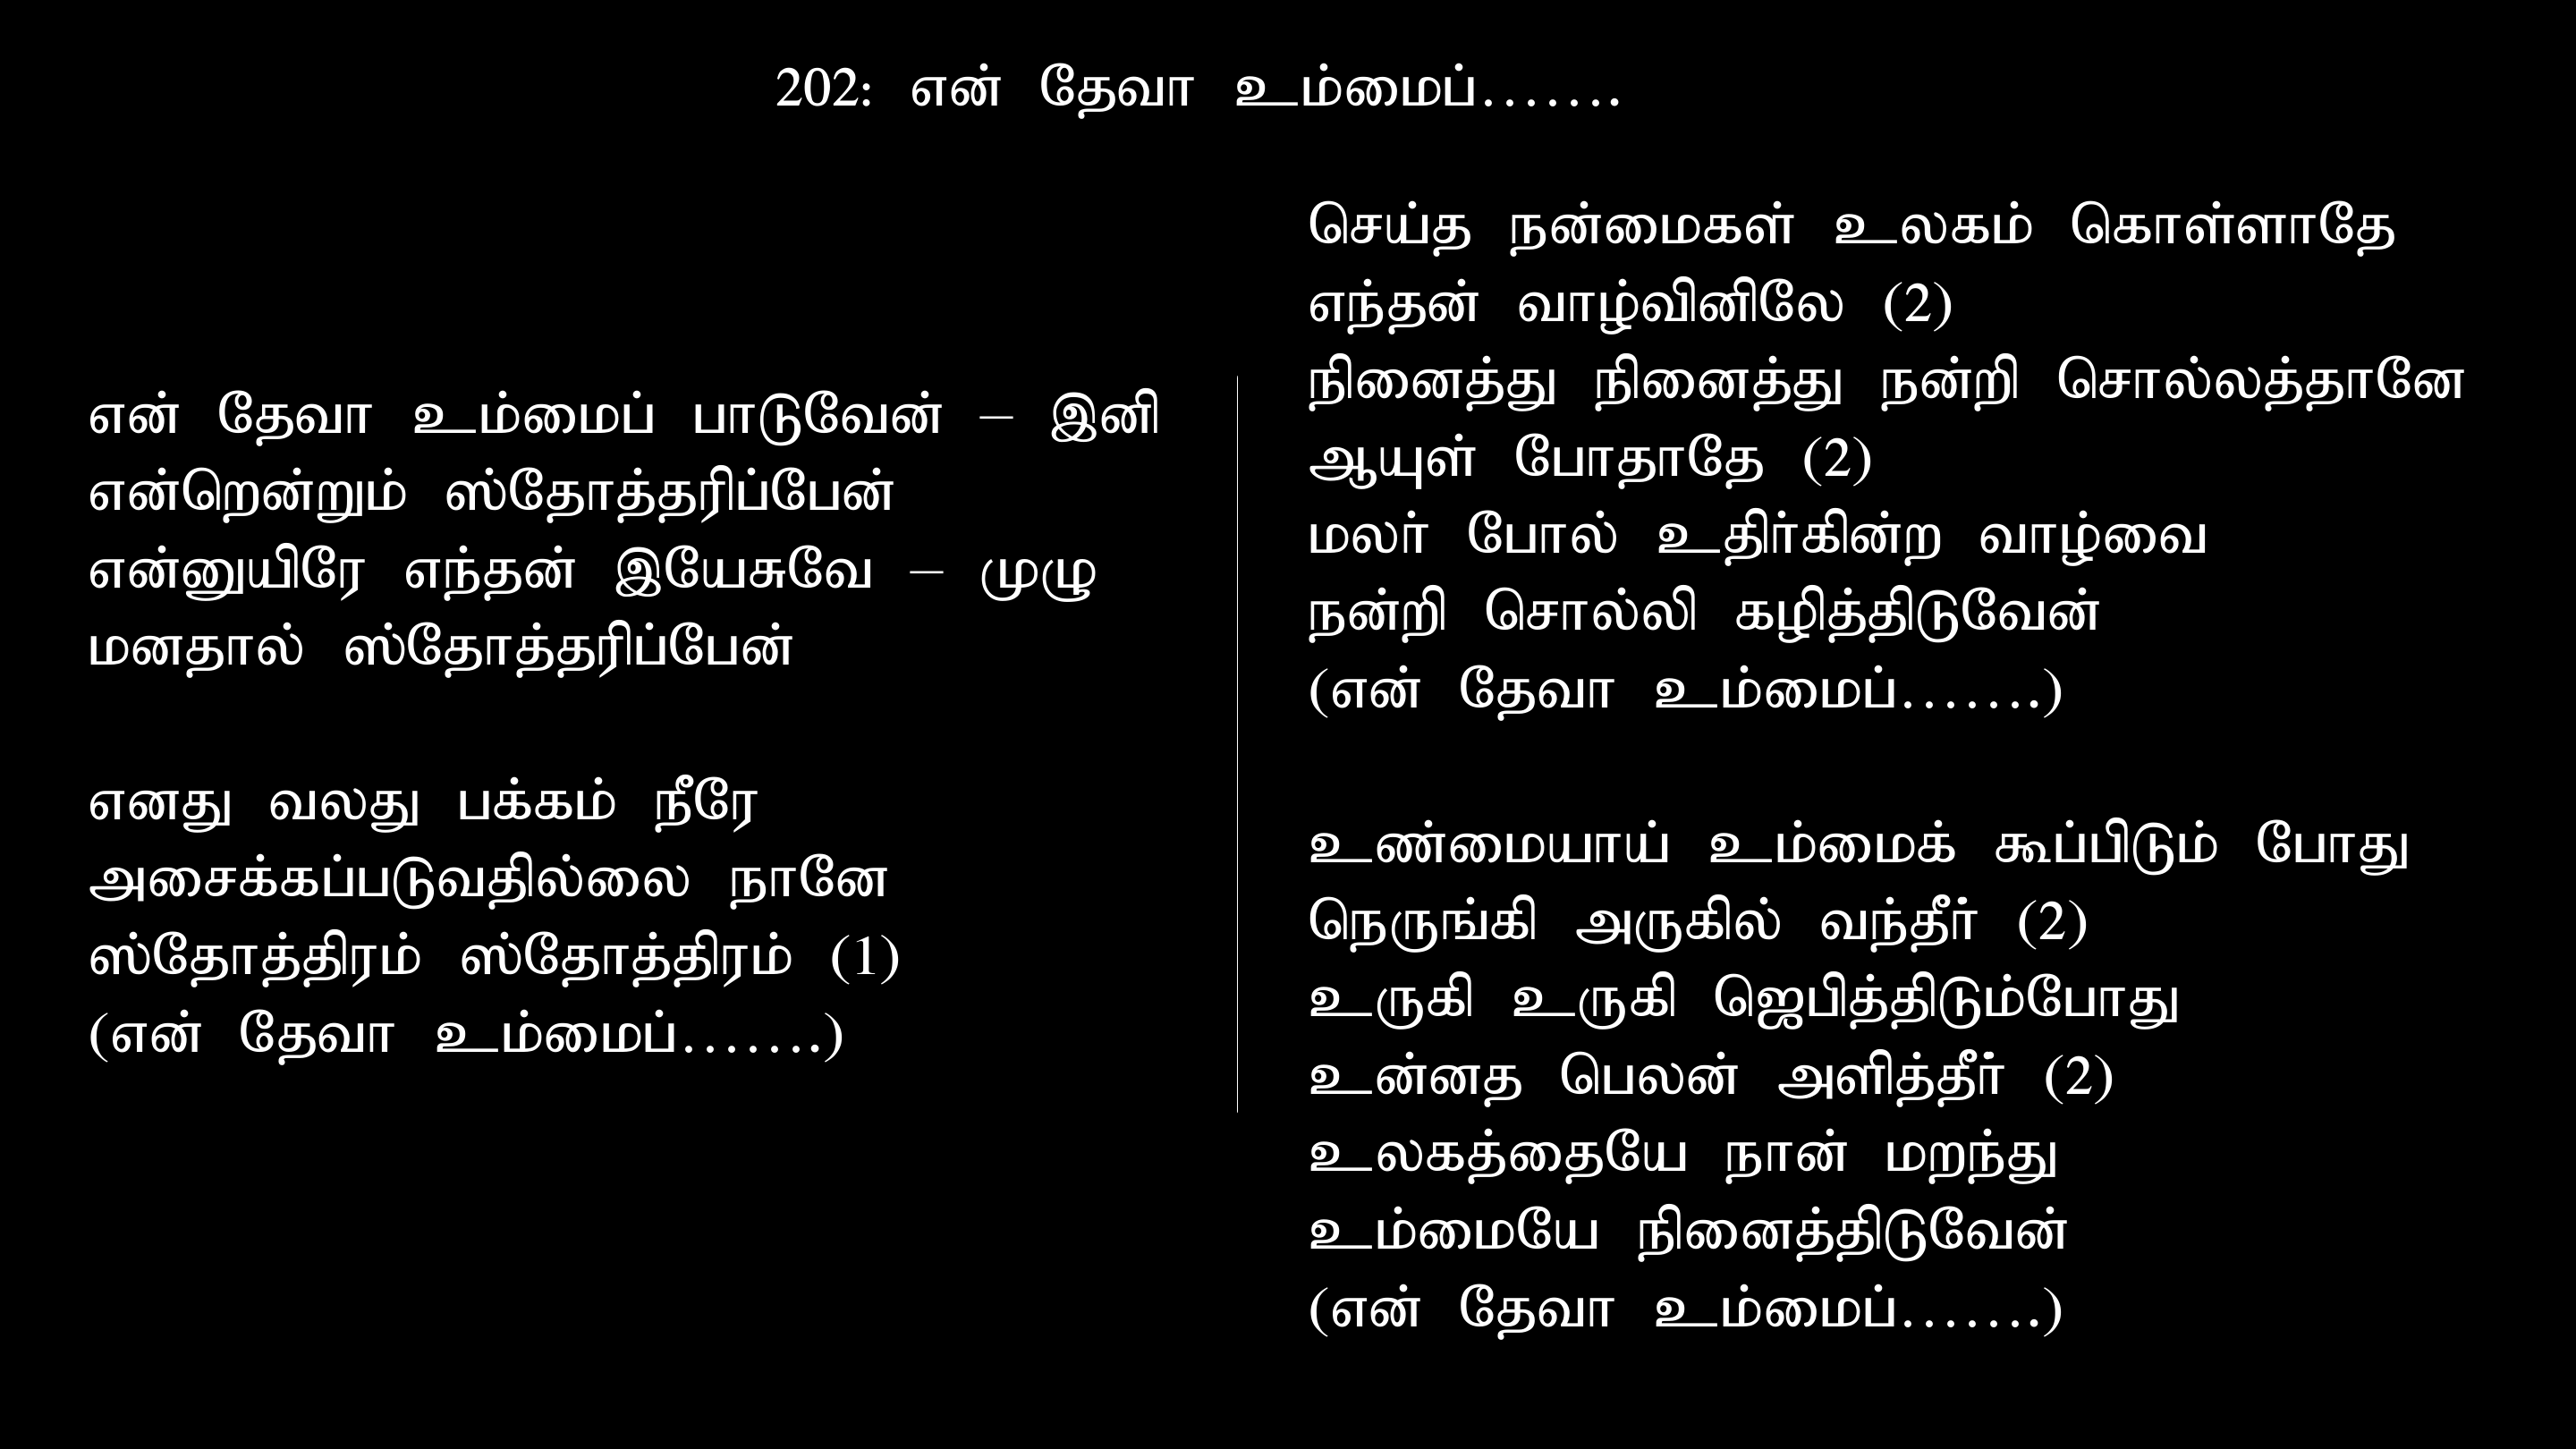 202: என் தேவா உம்மைப்.......
என் தேவா உம்மைப் பாடுவேன் – இனி
என்றென்றும் ஸ்தோத்தரிப்பேன்
என்னுயிரே எந்தன் இயேசுவே – முழு
மனதால் ஸ்தோத்தரிப்பேன்
எனது வலது பக்கம் நீரே
அசைக்கப்படுவதில்லை நானே
ஸ்தோத்திரம் ஸ்தோத்திரம் (1)
(என் தேவா உம்மைப்.......)
செய்த நன்மைகள் உலகம் கொள்ளாதே
எந்தன் வாழ்வினிலே (2)
நினைத்து நினைத்து நன்றி சொல்லத்தானே
ஆயுள் போதாதே (2)
மலர் போல் உதிர்கின்ற வாழ்வை
நன்றி சொல்லி கழித்திடுவேன்
(என் தேவா உம்மைப்.......)
உண்மையாய் உம்மைக் கூப்பிடும் போது
நெருங்கி அருகில் வந்தீர் (2)
உருகி உருகி ஜெபித்திடும்போது
உன்னத பெலன் அளித்தீர் (2)
உலகத்தையே நான் மறந்து
உம்மையே நினைத்திடுவேன்
(என் தேவா உம்மைப்.......)